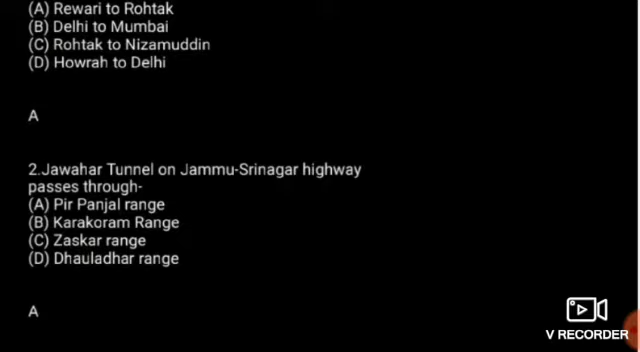 (A) Rewari to Rohtak
(B) Delhi to Mumbai
(C) Rohtak to Nizamuddin
(D) Howrah to Delhi
A
2.Jawahar Tunnel on Jammu-Srinagar highway
passes through-
(A) Pir Panjal range
(B) Karakoram Range
(C) Zaskar range
(D) Dhauladhar range
A
V RECORDER